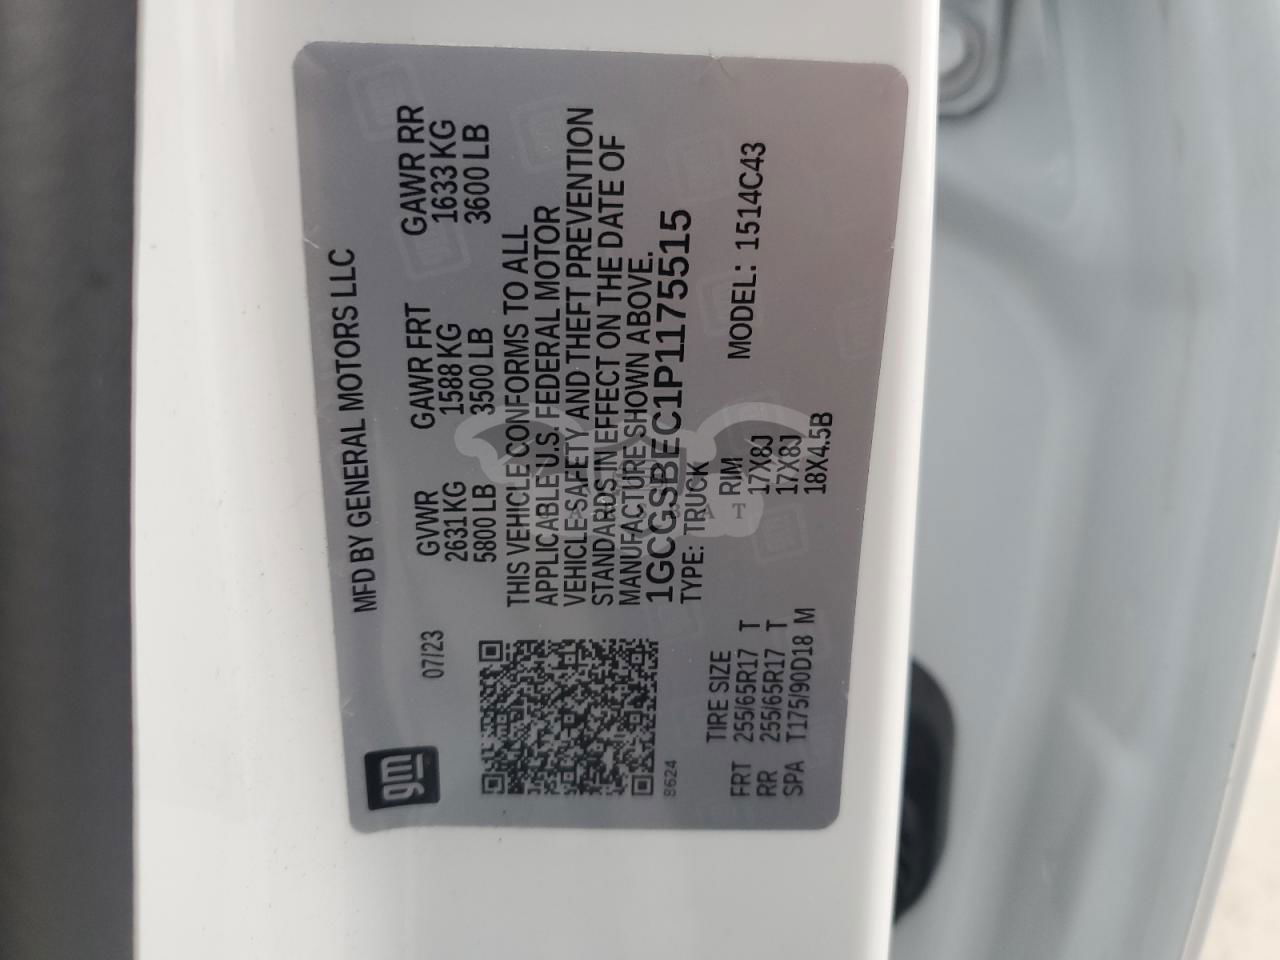 gm
MFD BY GENERAL MOTORS LLC
07/23 GVWR GAWR FRT GAWR RR
2631 KG 1588 KG 1633 KG
5800 LB 3500 LB 3600 LB
THIS VEHICLE CONFORMS TO ALL
APPLICABLE U.S. FEDERAL MOTOR
VEHICLE SAFETY AND THEFT PREVENTION
STANDARDS IN EFFECT ON THE DATE OF
MANUFACTURE SHOWN ABOVE.
1GCGSBEC1P1175515
8624 TYPE: TRUCK
TIRE SIZE RIM MODEL: 1514C43
FRT 255/65R17 T 17X8J
RR 255/65R17 T 17X8J
SPA T175/90D18 M 18X4.5B